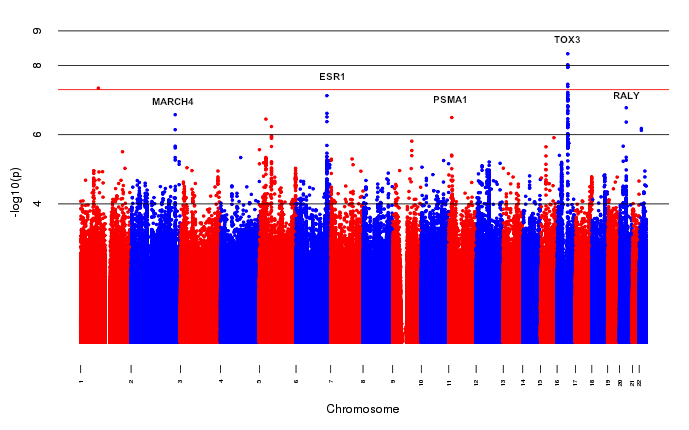 9
TOX3
8
ESR1
MARCH4
PSMA1
RALY
6
-log10(p)
4
1 2 3 4 5 6 7 8 9 10 11 12 13 14 15 16 17 18 19 20 21 22
Chromosome